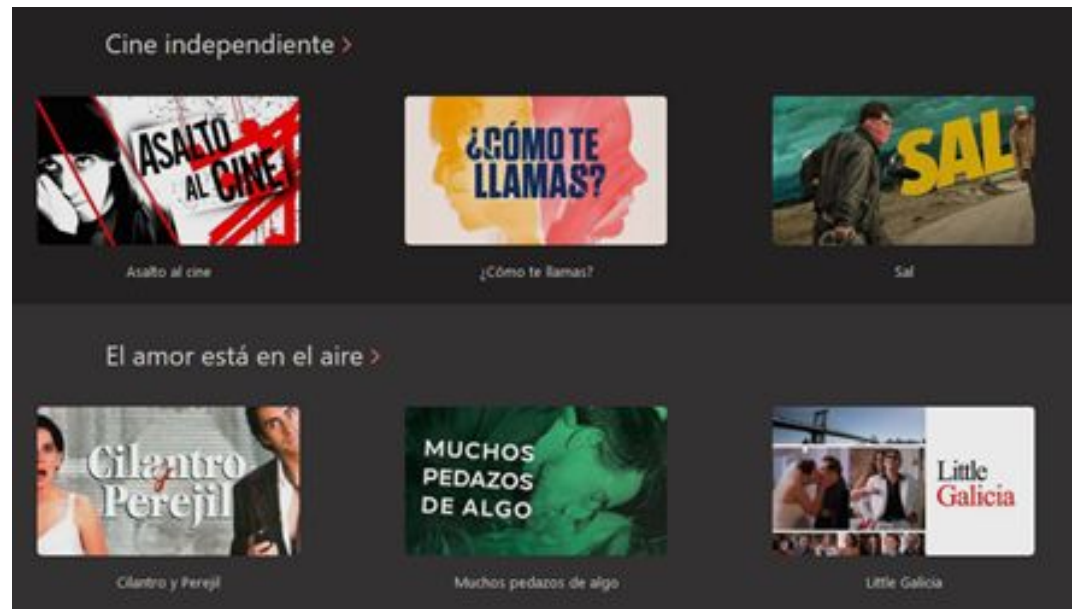 Cine independiente >
ASALTO
AL CINE
¿CÓMO TE
LLAMAS?
SAL
Asalto al cine
¿Cómo te llamas?
Sal
El amor está en el aire >
Cilantro
y
Perejil
MUCHOS
PEDAZOS
DE ALGO
Little
Galicia
Cilantro y Perejil
Muchos pedazos de algo
Little Galicia